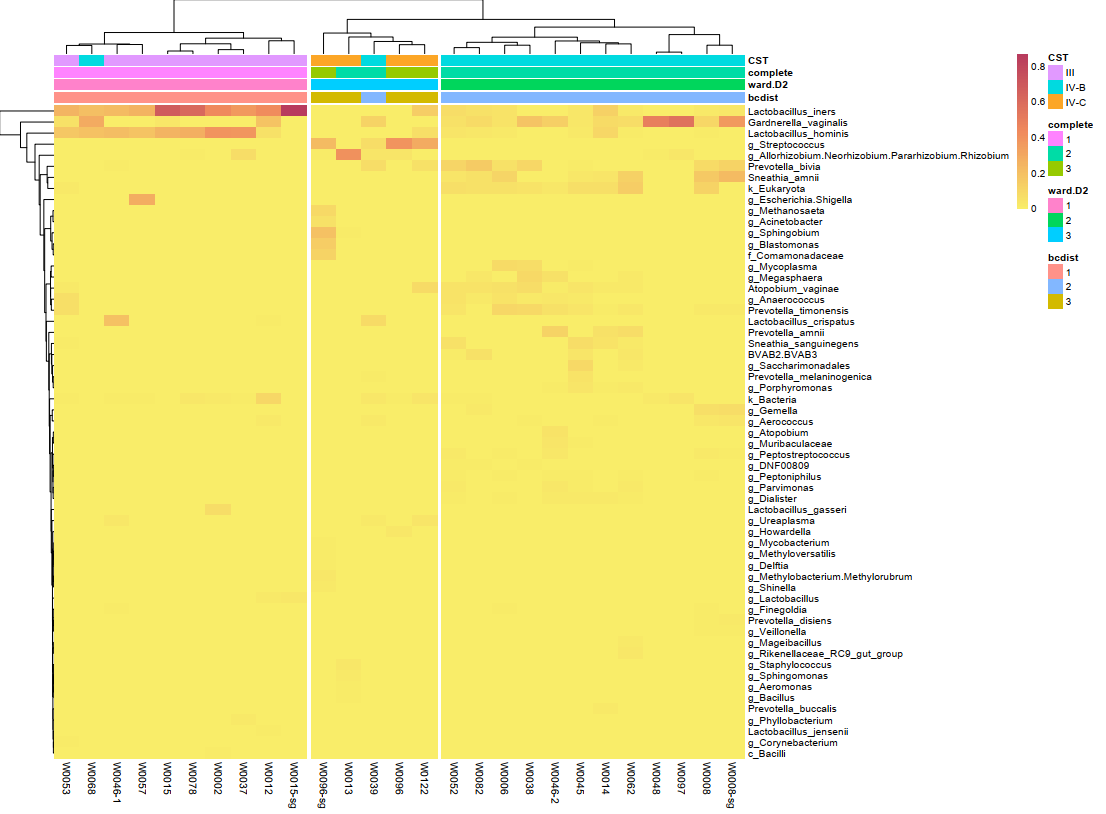 CST
complete
ward.D2
bcdist
Lactobacillus_iners
Gardnerella_vaginalis
Lactobacillus_hominis
g_Streptococcus
g_Allorhizobium.Neorhizobium.Pararhizobium.Rhizobium
Prevotella_bivia
Sneathia_amnii
k_Eukaryota
g_Escherichia.Shigella
g_Methanosaeta
g_Acinetobacter
g_Sphingobium
g_Blastomonas
f_Comamonadaceae
g_Mycoplasma
g_Megasphaera
Atopobium_vaginae
g_Anaerococcus
Prevotella_timonensis
Lactobacillus_crispatus
Prevotella_amnii
Sneathia_sanguinegens
BVAB2.BVAB3
g_Saccharimonadales
Prevotella_melaninogenica
g_Porphyromonas
k_Bacteria
g_Gemella
g_Aerococcus
g_Atopobium
g_Muribaculaceae
g_Peptostreptococcus
g_DNF00809
g_Peptoniphilus
g_Parvimonas
g_Dialister
Lactobacillus_gasseri
g_Ureaplasma
g_Howardella
g_Mycobacterium
g_Methyloversatilis
g_Delftia
g_Methylobacterium.Methylorubrum
g_Shinella
g_Lactobacillus
g_Finegoldia
Prevotella_disiens
g_Veillonella
g_Mageibacillus
g_Rikenellaceae_RC9_gut_group
g_Staphylococcus
g_Sphingomonas
g_Aeromonas
g_Bacillus
Prevotella_buccalis
g_Phyllobacterium
Lactobacillus_jensenii
g_Corynebacterium
c_Bacilli
W0053
W0068
W0046-1
W0057
W0015
W0078
W0002
W0037
W0012
W0015-sg
W0096-sg
W0013
W0039
W0096
W0122
W0052
W0082
W0006
W0038
W0046-2
W0045
W0014
W0062
W0048
W0097
W0008
W0008-sg
0.8
0.6
0.4
0.2
0
CST
III
IV-B
IV-C
complete
1
2
3
ward.D2
1
2
3
bcdist
1
2
3